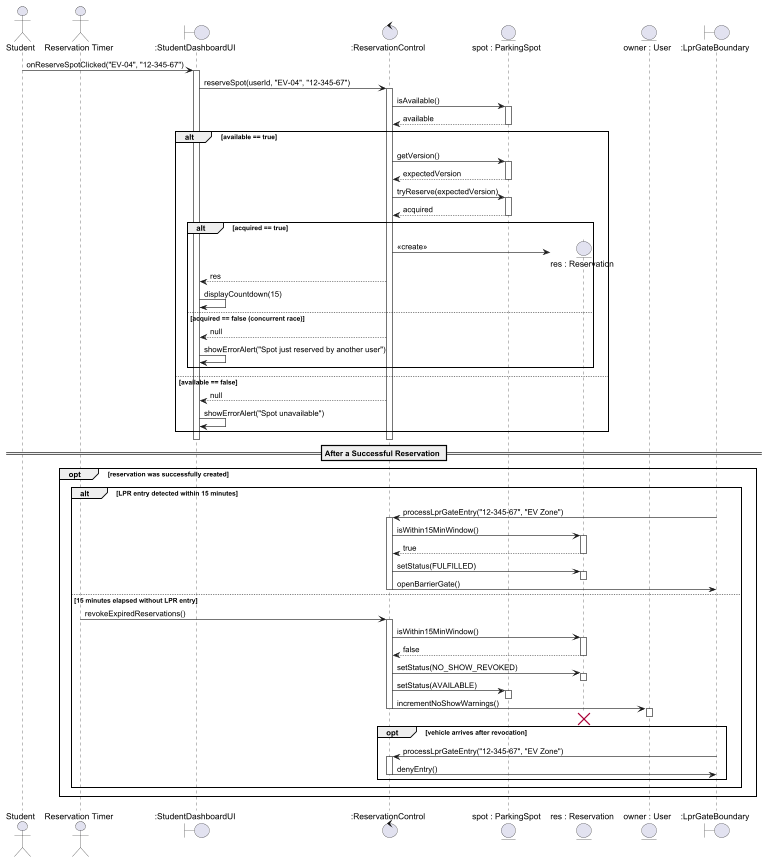 Student Reservation Timer :StudentDashboardUI :ReservationControl spot : ParkingSpot owner : User :LprGateBoundary
onReserveSpotClicked("EV-04", "12-345-67")
reserveSpot(userId, "EV-04", "12-345-67")
isAvailable()
available
alt [available == true]
getVersion()
expectedVersion
tryReserve(expectedVersion)
acquired
alt [acquired == true]
«create»
res : Reservation
res
displayCountdown(15)
[acquired == false (concurrent race)]
null
showErrorAlert("Spot just reserved by another user")
[available == false]
null
showErrorAlert("Spot unavailable")
After a Successful Reservation
opt [reservation was successfully created]
alt [LPR entry detected within 15 minutes]
processLprGateEntry("12-345-67", "EV Zone")
isWithin15MinWindow()
true
setStatus(FULFILLED)
openBarrierGate()
[15 minutes elapsed without LPR entry]
revokeExpiredReservations()
isWithin15MinWindow()
false
setStatus(NO_SHOW_REVOKED)
setStatus(AVAILABLE)
incrementNoShowWarnings()
opt [vehicle arrives after revocation]
processLprGateEntry("12-345-67", "EV Zone")
denyEntry()
Student Reservation Timer :StudentDashboardUI :ReservationControl spot : ParkingSpot res : Reservation owner : User :LprGateBoundary